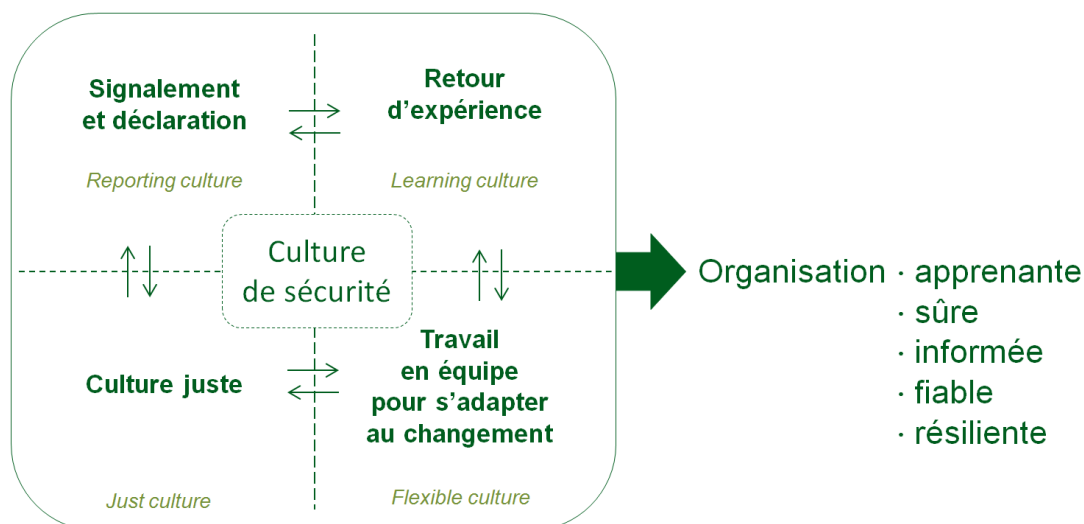 Signalement
et déclaration
Reporting culture
Retour
d’expérience
Learning culture
Culture
de sécurité
Culture juste
Just culture
Travail
en équipe
pour s’adapter
au changement
Flexible culture
Organisation · apprenante
· sûre
· informée
· fiable
· résiliente